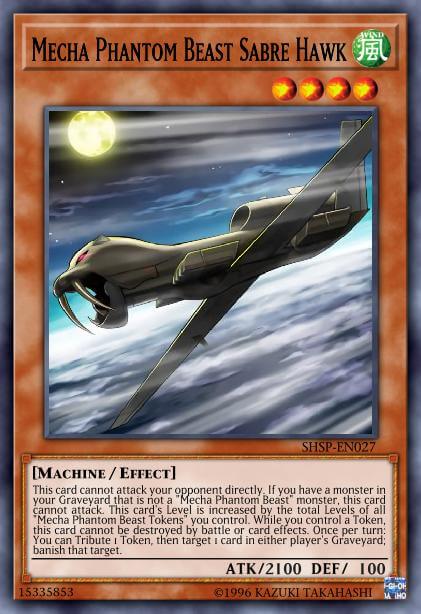 Mecha Phantom Beast Sabre Hawk
WIND
風
SHSP-EN027
[Machine / Effect]
This card cannot attack your opponent directly. If you have a monster in
your Graveyard that is not a "Mecha Phantom Beast" monster, this card
cannot attack. This card's Level is increased by the total Levels of all
"Mecha Phantom Beast Tokens" you control. While you control a Token,
this card cannot be destroyed by battle or card effects. Once per turn:
You can Tribute 1 Token, then target 1 card in either player's Graveyard;
banish that target.
ATK/2100 DEF/ 100
15335853
©1996 KAZUKI TAKAHASHI